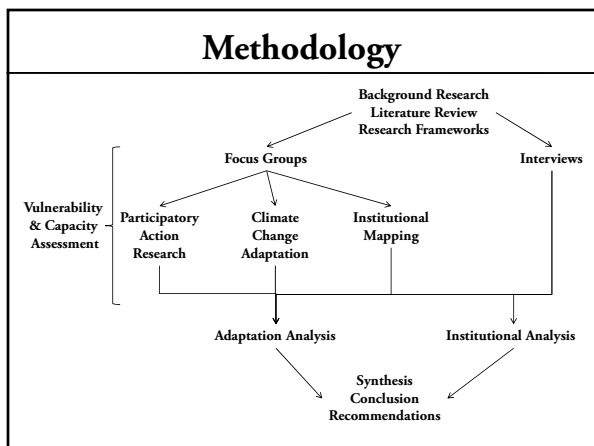 Methodology
Background Research
Literature Review
Research Frameworks
Focus Groups
Interviews
Vulnerability
& Capacity
Assessment
Participatory
Action
Research
Climate
Change
Adaptation
Institutional
Mapping
Adaptation Analysis
Institutional Analysis
Synthesis
Conclusion
Recommendations